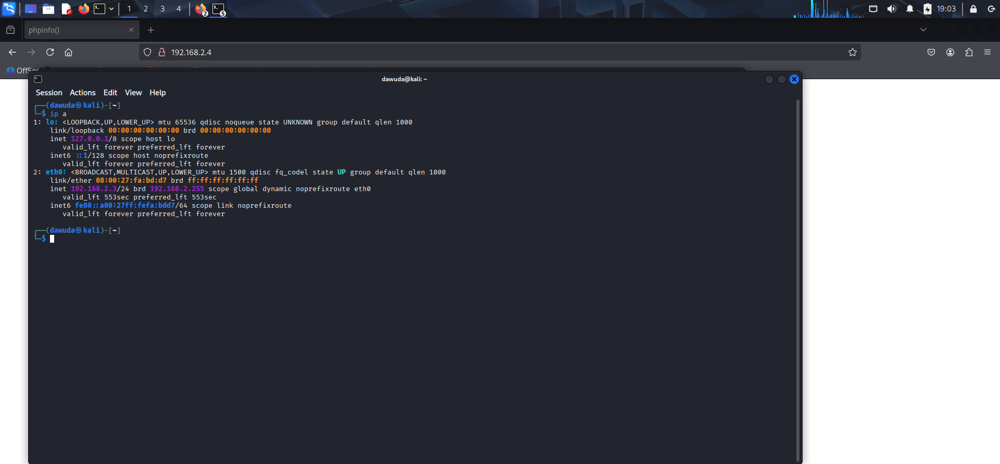 1 2 3 4 2 5 19:03
phpinfo()
192.168.2.4
OffSec
dawuda@kali: ~
Session Actions Edit View Help
┌──(dawuda㉿kali)-[~]
└─$ ip a
1: lo: <LOOPBACK,UP,LOWER_UP> mtu 65536 qdisc noqueue state UNKNOWN group default qlen 1000
    link/loopback 00:00:00:00:00:00 brd 00:00:00:00:00:00
    inet 127.0.0.1/8 scope host lo
       valid_lft forever preferred_lft forever
    inet6 ::1/128 scope host noprefixroute
       valid_lft forever preferred_lft forever
2: eth0: <BROADCAST,MULTICAST,UP,LOWER_UP> mtu 1500 qdisc fq_codel state UP group default qlen 1000
    link/ether 08:00:27:fa:bd:d7 brd ff:ff:ff:ff:ff:ff
    inet 192.168.2.3/24 brd 192.168.2.255 scope global dynamic noprefixroute eth0
       valid_lft 553sec preferred_lft 553sec
    inet6 fe80::a00:27ff:fefa:bdd7/64 scope link noprefixroute
       valid_lft forever preferred_lft forever
┌──(dawuda㉿kali)-[~]
└─$